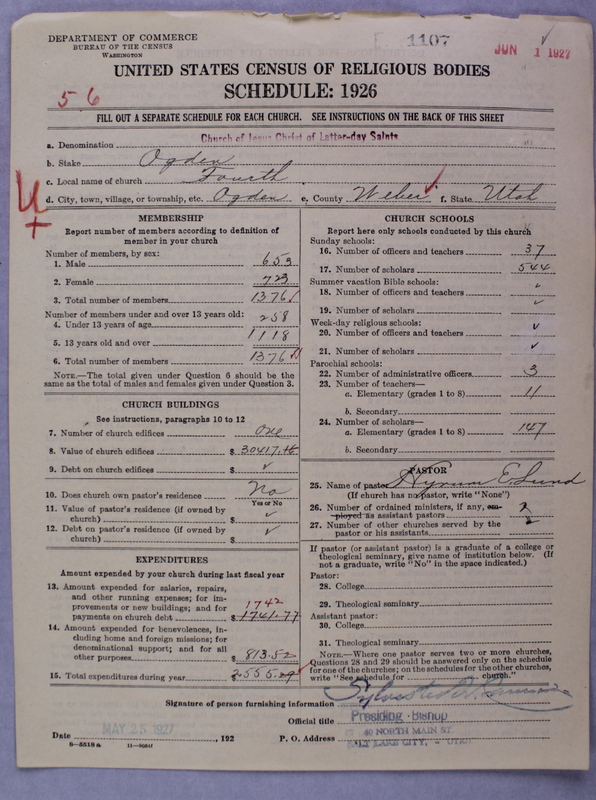 DEPARTMENT OF COMMERCE
BUREAU OF THE CENSUS
WASHINGTON
1107
JUN 1 1927
UNITED STATES CENSUS OF RELIGIOUS BODIES
SCHEDULE: 1926
56
FILL OUT A SEPARATE SCHEDULE FOR EACH CHURCH. SEE INSTRUCTIONS ON THE BACK OF THIS SHEET
a. Denomination Church of Jesus Christ of Latter-day Saints
b. Stake Ogden
c. Local name of church Fourth
d. City, town, village, or township, etc. Ogden e. County Weber f. State Utah
MEMBERSHIP
Report number of members according to definition of
member in your church
Number of members, by sex:
1. Male 653
2. Female 723
3. Total number of members 1376
Number of members under and over 13 years old:
4. Under 13 years of age 258
5. 13 years old and over 1118
6. Total number of members 1376
NOTE.—The total given under Question 6 should be the
same as the total of males and females given under Question 3.
CHURCH BUILDINGS
See instructions, paragraphs 10 to 12
7. Number of church edifices One
8. Value of church edifices $ 30417.
9. Debt on church edifices $ ✓
10. Does church own pastor's residence No
Yes or No
11. Value of pastor's residence (if owned by
church) $ ✓
12. Debt on pastor's residence (if owned by
church) $ ✓
EXPENDITURES
Amount expended by your church during last fiscal year
13. Amount expended for salaries, repairs,
and other running expenses; for im-
provements or new buildings; and for
payments on church debt $ 1742
1741.77
14. Amount expended for benevolences, in-
cluding home and foreign missions; for
denominational support; and for all
other purposes $ 813.52
15. Total expenditures during year $ 2555.29
CHURCH SCHOOLS
Report here only schools conducted by this church
Sunday schools:
16. Number of officers and teachers 37
17. Number of scholars 544
Summer vacation Bible schools:
18. Number of officers and teachers ✓
19. Number of scholars ✓
Week-day religious schools:
20. Number of officers and teachers ✓
21. Number of scholars ✓
Parochial schools:
22. Number of administrative officers 3
23. Number of teachers—
a. Elementary (grades 1 to 8) 11
b. Secondary
24. Number of scholars—
a. Elementary (grades 1 to 8) 147
b. Secondary
PASTOR
25. Name of pastor Hyrum E. Lund
(If church has no pastor, write "None")
26. Number of ordained ministers, if any, em-
ployed as assistant pastors 2
27. Number of other churches served by the
pastor or his assistants
If pastor (or assistant pastor) is a graduate of a college or
theological seminary, give name of institution below. (If
not a graduate, write "No" in the space indicated.)
Pastor:
28. College
29. Theological seminary
Assistant pastor:
30. College
31. Theological seminary
NOTE.—Where one pastor serves two or more churches,
Questions 28 and 29 should be answered only on the schedule
for one of the churches; on the schedules for the other churches,
write "See schedule for church."
Signature of person furnishing information
Official title Presiding Bishop
Date MAY 25 1927, 192 P. O. Address 40 NORTH MAIN ST.
SALT LAKE CITY, UTAH
8—5518a 11—9054